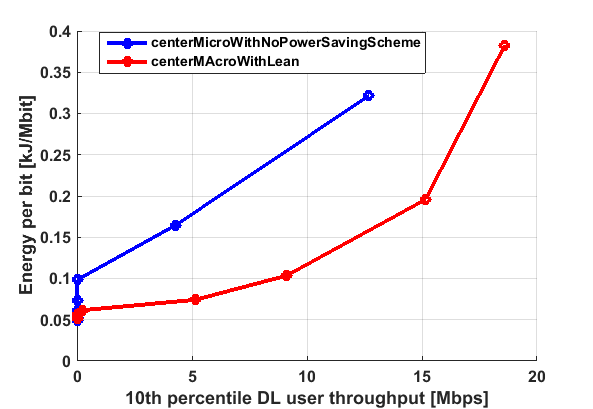 centerMicroWithNoPowerSavingScheme
centerMAcroWithLean
Energy per bit [kJ/Mbit]
0.4
0.35
0.3
0.25
0.2
0.15
0.1
0.05
0
0 5 10 15 20
10th percentile DL user throughput [Mbps]